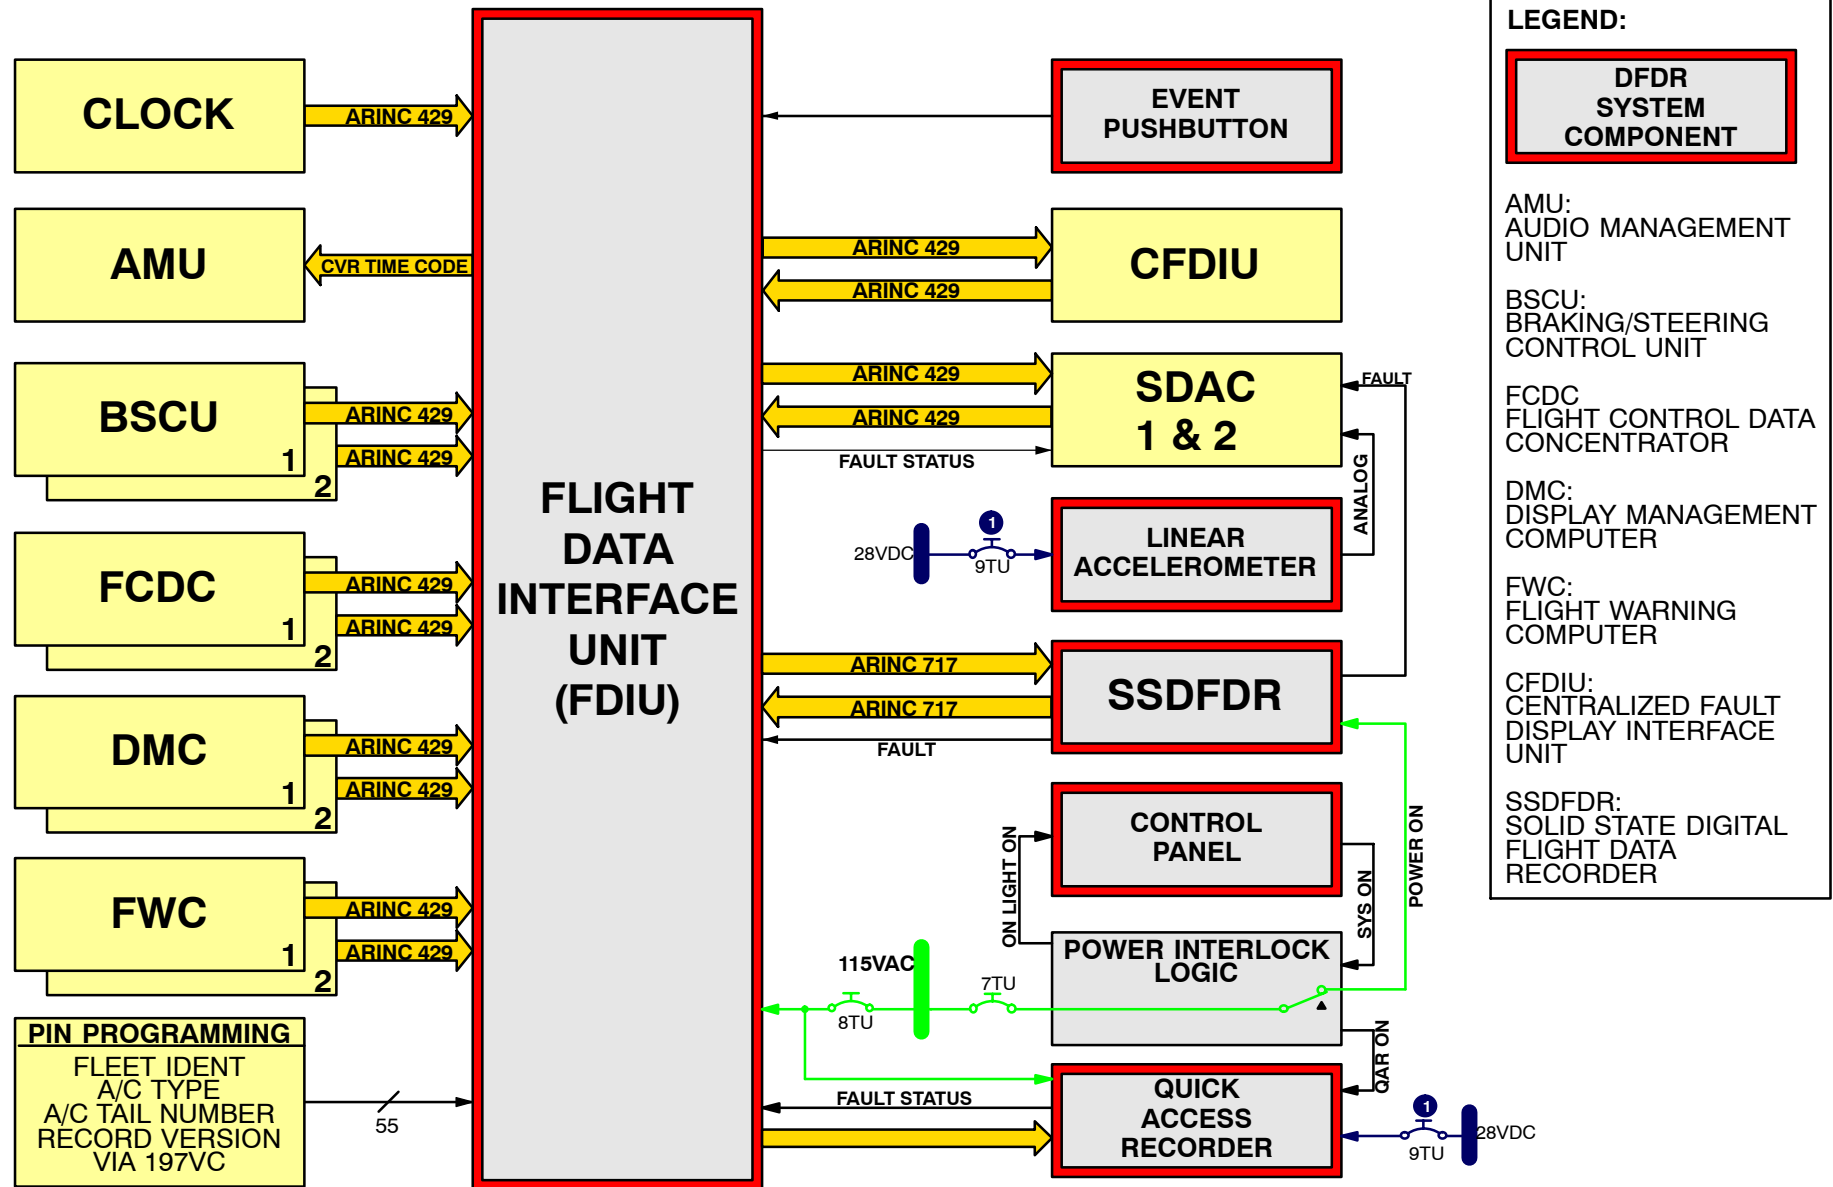 CLOCK
ARINC 429
AMU
CVR TIME CODE
BSCU
1
2
ARINC 429
ARINC 429
FCDC
1
2
ARINC 429
ARINC 429
DMC
1
2
ARINC 429
ARINC 429
FWC
1
2
ARINC 429
ARINC 429
PIN PROGRAMMING
FLEET IDENT
A/C TYPE
A/C TAIL NUMBER
RECORD VERSION
VIA 197VC
55
FLIGHT
DATA
INTERFACE
UNIT
(FDIU)
EVENT
PUSHBUTTON
ARINC 429
ARINC 429
CFDIU
ARINC 429
ARINC 429
FAULT STATUS
SDAC
1 & 2
FAULT
ANALOG
28VDC
1
9TU
LINEAR
ACCELEROMETER
ARINC 717
ARINC 717
FAULT
SSDFDR
CONTROL
PANEL
ON LIGHT ON
SYS ON
POWER ON
POWER INTERLOCK
LOGIC
115VAC
8TU
7TU
QAR ON
FAULT STATUS
QUICK
ACCESS
RECORDER
1
9TU
28VDC
LEGEND:
DFDR
SYSTEM
COMPONENT
AMU:
AUDIO MANAGEMENT
UNIT
BSCU:
BRAKING/STEERING
CONTROL UNIT
FCDC
FLIGHT CONTROL DATA
CONCENTRATOR
DMC:
DISPLAY MANAGEMENT
COMPUTER
FWC:
FLIGHT WARNING
COMPUTER
CFDIU:
CENTRALIZED FAULT
DISPLAY INTERFACE
UNIT
SSDFDR:
SOLID STATE DIGITAL
FLIGHT DATA
RECORDER